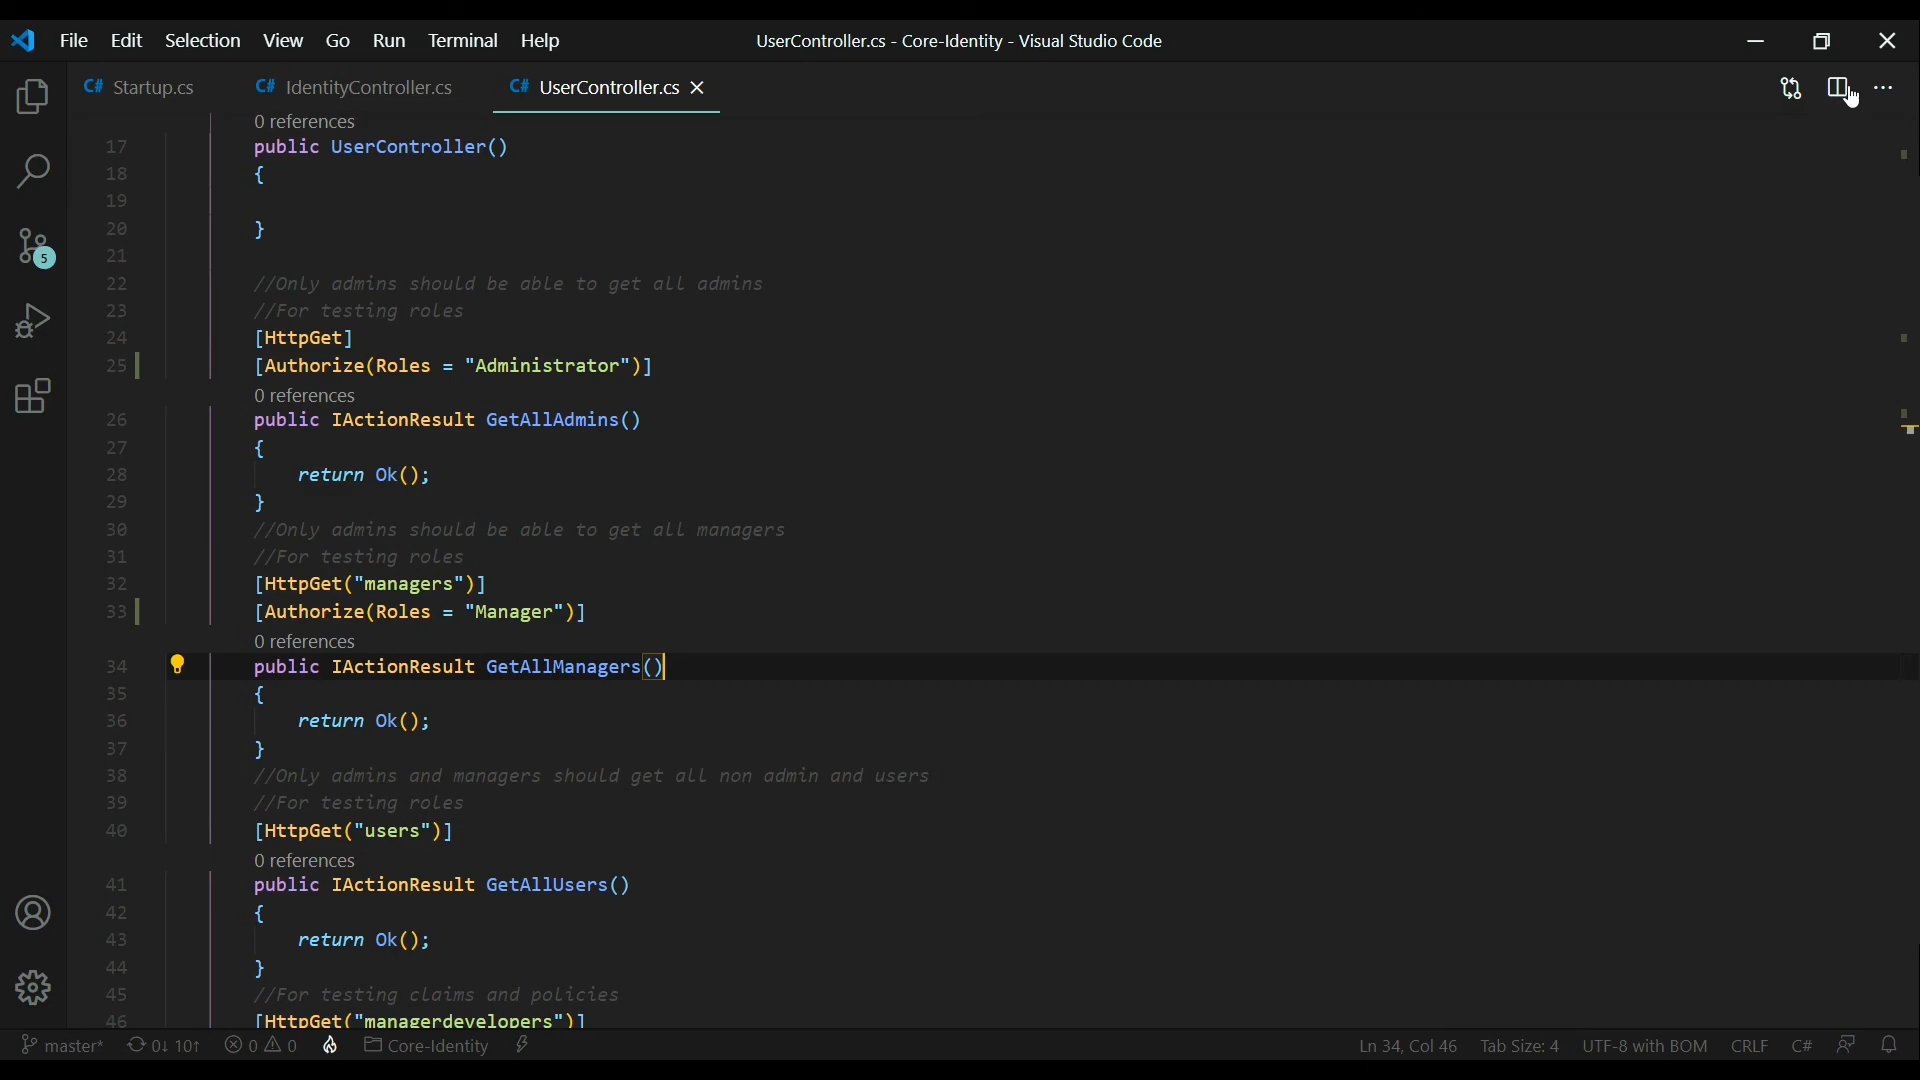 File Edit Selection View Go Run Terminal Help UserController.cs - Core-Identity - Visual Studio Code
C# Startup.cs C# IdentityController.cs C# UserController.cs
0 references
17 public UserController()
18 {
19
20 }
21
22 //Only admins should be able to get all admins
23 //For testing roles
24 [HttpGet]
25 [Authorize(Roles = "Administrator")]
0 references
26 public IActionResult GetAllAdmins()
27 {
28 return Ok();
29 }
30 //Only admins should be able to get all managers
31 //For testing roles
32 [HttpGet("managers")]
33 [Authorize(Roles = "Manager")]
0 references
34 public IActionResult GetAllManagers()
35 {
36 return Ok();
37 }
38 //Only admins and managers should get all non admin and users
39 //For testing roles
40 [HttpGet("users")]
0 references
41 public IActionResult GetAllUsers()
42 {
43 return Ok();
44 }
45 //For testing claims and policies
46 [HttpGet("managerdevelopers")]
5
master* 0↓ 10↑ 0 0 Core-Identity Ln 34, Col 46 Tab Size: 4 UTF-8 with BOM CRLF C#